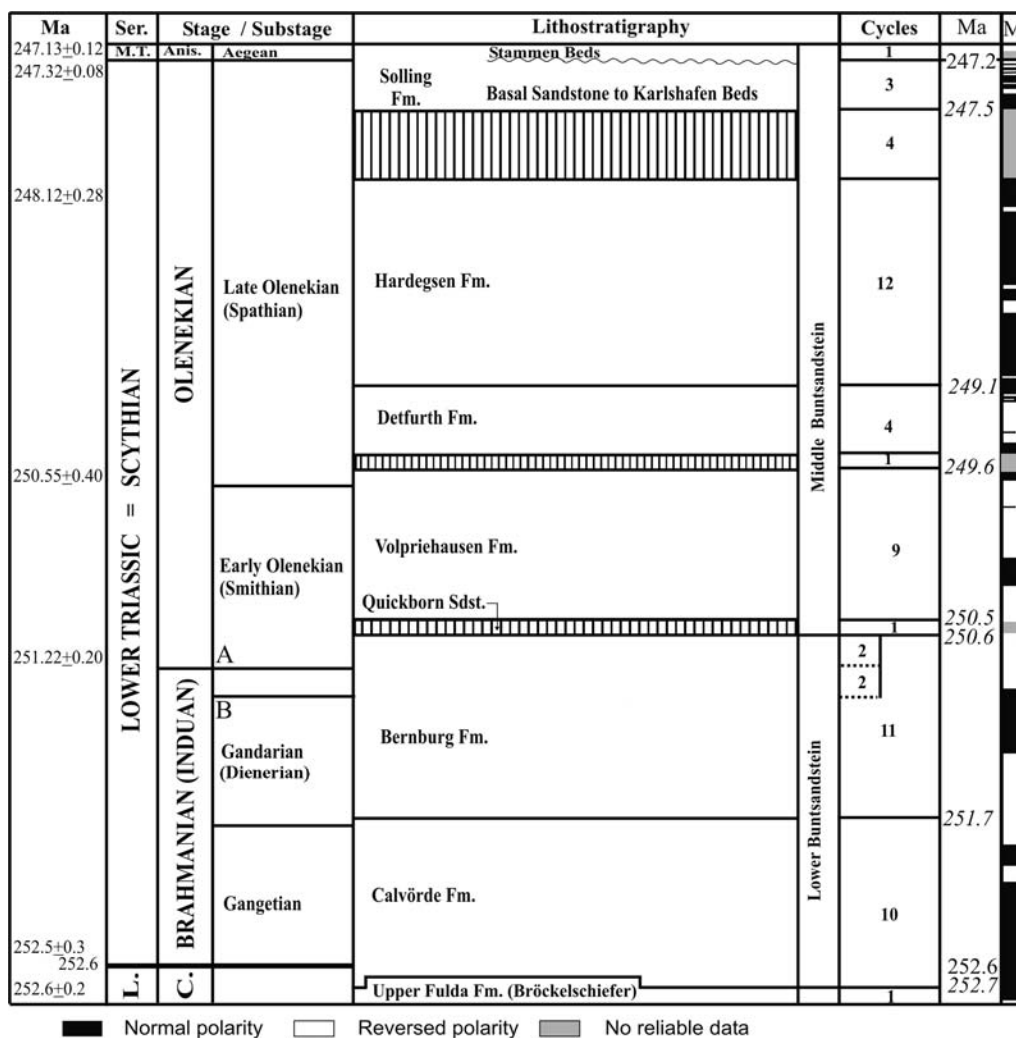 Ma Ser. Stage / Substage Lithostratigraphy Cycles Ma M
247.13±0.12 M.T. Anis. Aegean Stammen Beds 1
247.2
247.32±0.08
Solling
Fm.
Basal Sandstone to Karlshafen Beds
3
247.5
4
248.12±0.28
Late Olenekian
(Spathian)
Hardegsen Fm.
12
OLENEKIAN
249.1
Detfurth Fm.
4
1
249.6
250.55±0.40
Early Olenekian
(Smithian)
Volpriehausen Fm.
9
Middle Buntsandstein
Quickborn Sdst.
250.5
1
250.6
251.22±0.20
A
2
2
LOWER TRIASSIC = SCYTHIAN
B
Gandarian
(Dienerian)
Bernburg Fm.
11
251.7
BRAHMANIAN (INDUAN)
Lower Buntsandstein
Gangetian
Calvörde Fm.
10
252.5±0.3
252.6
252.6
252.6±0.2
L.
C.
252.7
Upper Fulda Fm. (Bröckelschiefer)
1
Normal polarity Reversed polarity No reliable data